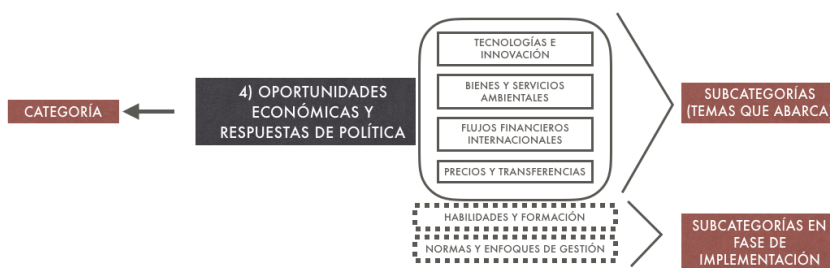 TECNOLOGÍAS E
INNOVACIÓN
BIENES Y SERVICIOS
AMBIENTALES
FLUJOS FINANCIEROS
INTERNACIONALES
PRECIOS Y TRANSFERENCIAS
HABILIDADES Y FORMACIÓN
NORMAS Y ENFOQUES DE GESTIÓN
CATEGORÍA
4) OPORTUNIDADES
ECONÓMICAS Y
RESPUESTAS DE POLÍTICA
SUBCATEGORÍAS
(TEMAS QUE ABARCA
SUBCATEGORÍAS EN
FASE DE
IMPLEMENTACIÓN